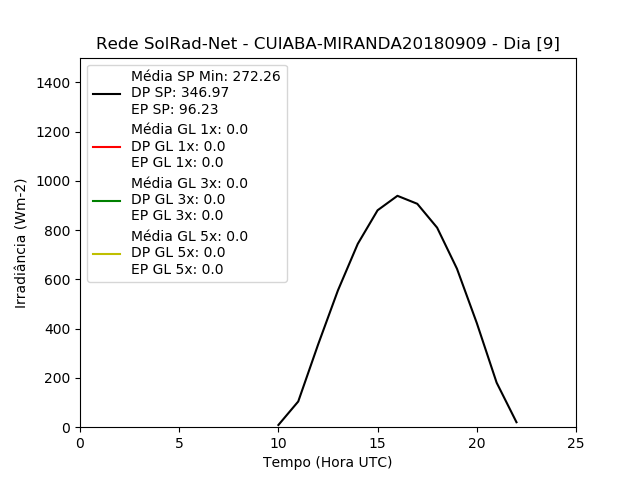 Rede SolRad-Net - CUIABA-MIRANDA20180909 - Dia [9]
Média SP Min: 272.26
DP SP: 346.97
EP SP: 96.23
Média GL 1x: 0.0
DP GL 1x: 0.0
EP GL 1x: 0.0
Média GL 3x: 0.0
DP GL 3x: 0.0
EP GL 3x: 0.0
Média GL 5x: 0.0
DP GL 5x: 0.0
EP GL 5x: 0.0
Irradiância (Wm-2)
1400
1200
1000
800
600
400
200
0
0 5 10 15 20 25
Tempo (Hora UTC)